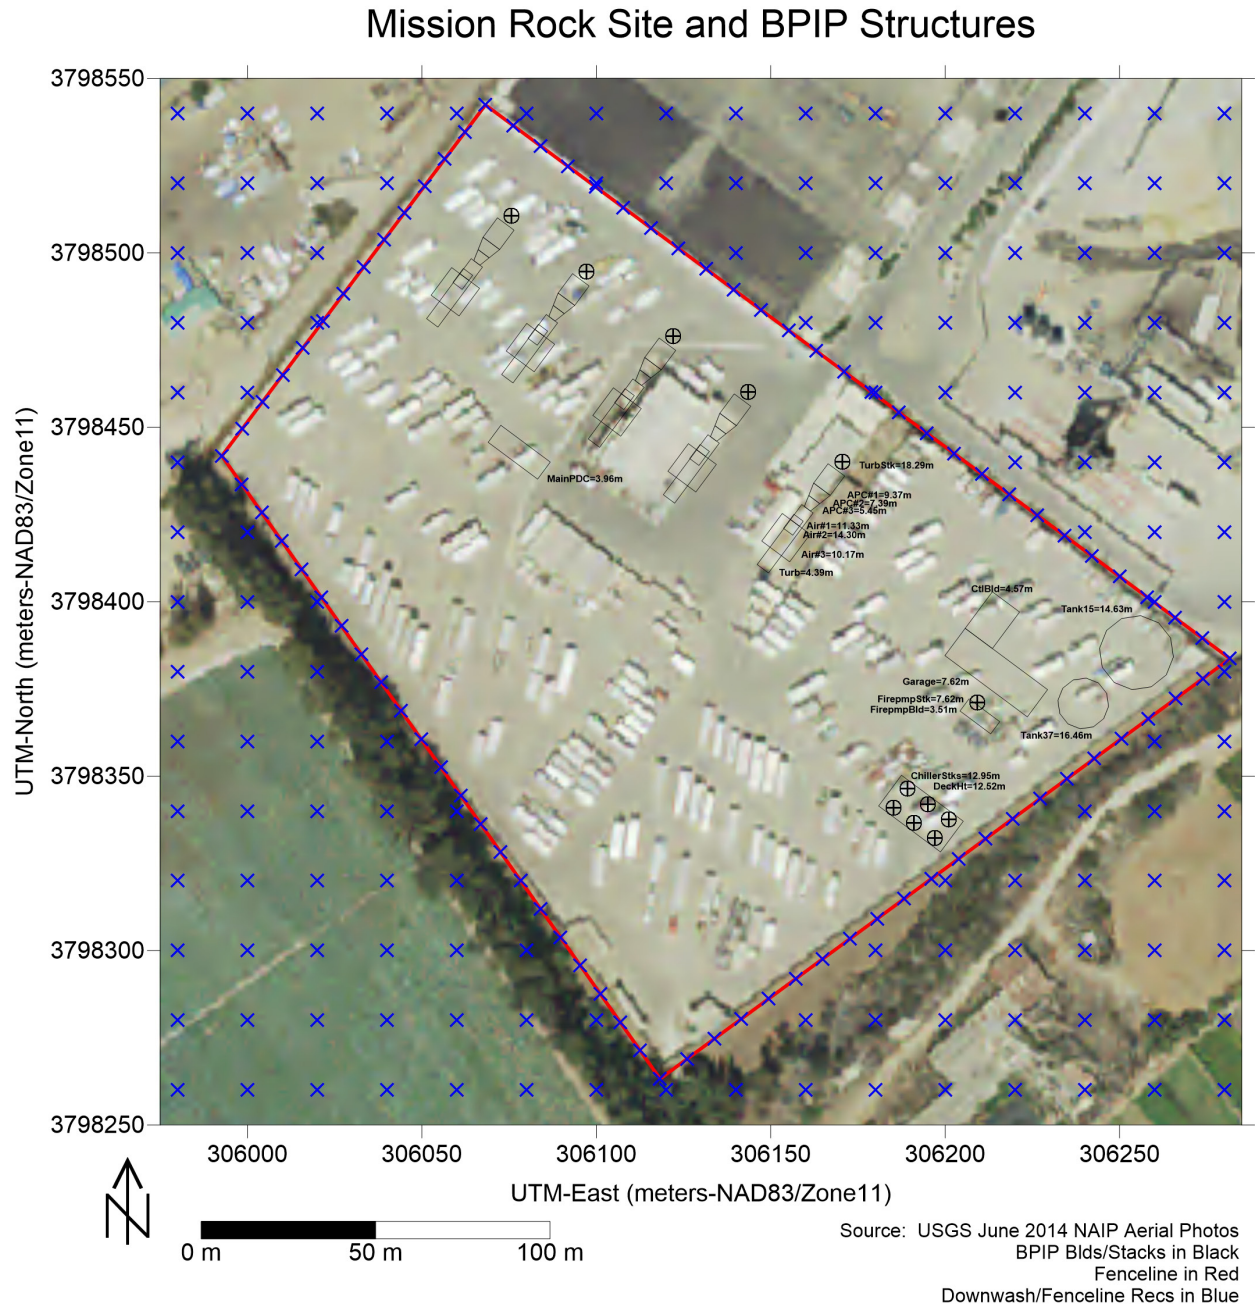 Mission Rock Site and BPIP Structures
3798550
3798500
3798450
3798400
3798350
3798300
3798250
UTM-North (meters-NAD83/Zone11)
MainPDC=3.96m
TurbStk=18.29m
APC#1=9.37m
APC#2=7.39m
APC#3=5.45m
Air#1=11.33m
Air#2=14.30m
Air#3=10.17m
Turb=4.39m
CtlBld=4.57m
Tank15=14.63m
Garage=7.62m
FirepmpStk=7.62m
FirepmpBld=3.51m
Tank37=16.46m
ChillerStks=12.95m
DeckHt=12.52m
306000 306050 306100 306150 306200 306250
UTM-East (meters-NAD83/Zone11)
N
0 m 50 m 100 m
Source: USGS June 2014 NAIP Aerial Photos
BPIP Blds/Stacks in Black
Fenceline in Red
Downwash/Fenceline Recs in Blue